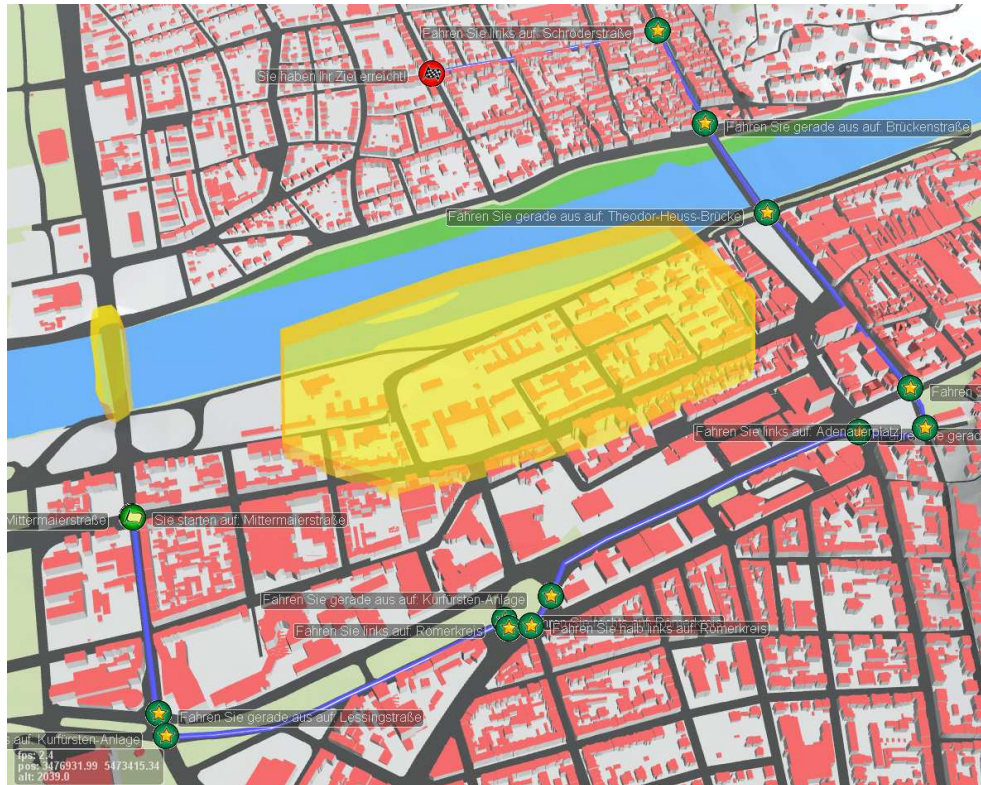 Fahren Sie links auf: Schröderstraße
Sie haben Ihr Ziel erreicht!
Fahren Sie gerade aus auf: Brückenstraße
Fahren Sie gerade aus auf: Theodor-Heuss-Brücke
Fahren S
Fahren Sie links auf: Adenauerplatz
gerad
Mittermaierstraße
Sie starten auf: Mittermaierstraße
Fahren Sie gerade aus auf: Kurfürsten-Anlage
Fahren Sie links auf: Römerkreis
Fahren Sie halb links auf: Römerkreis
Fahren Sie gerade aus auf: Lessingstraße
s auf: Kurfürsten-Anlage
fps: 2.4
pos: 3476931.99 5473415.34
alt: 2039.0